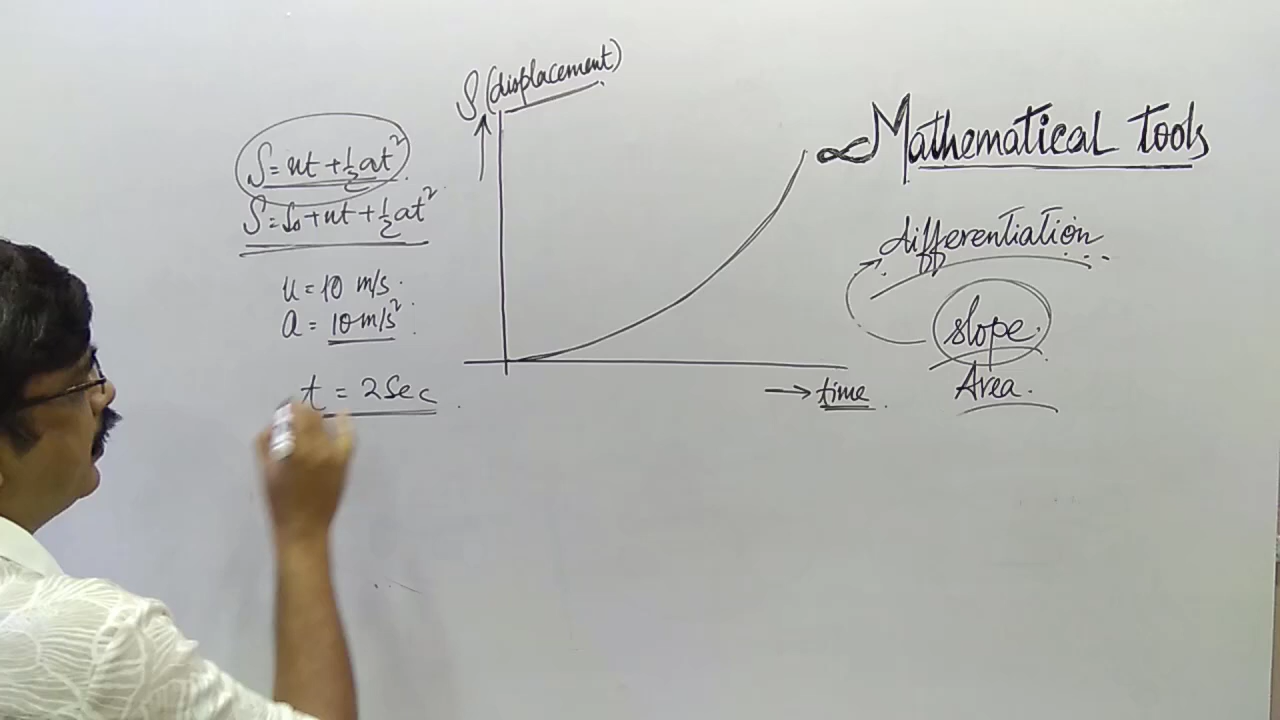 S (displacement)
S = ut + ½at²
S = S₀ + ut + ½at²
u = 10 m/s
a = 10 m/s²
t = 2 Sec
time
Mathematical Tools
differentiation
slope
Area